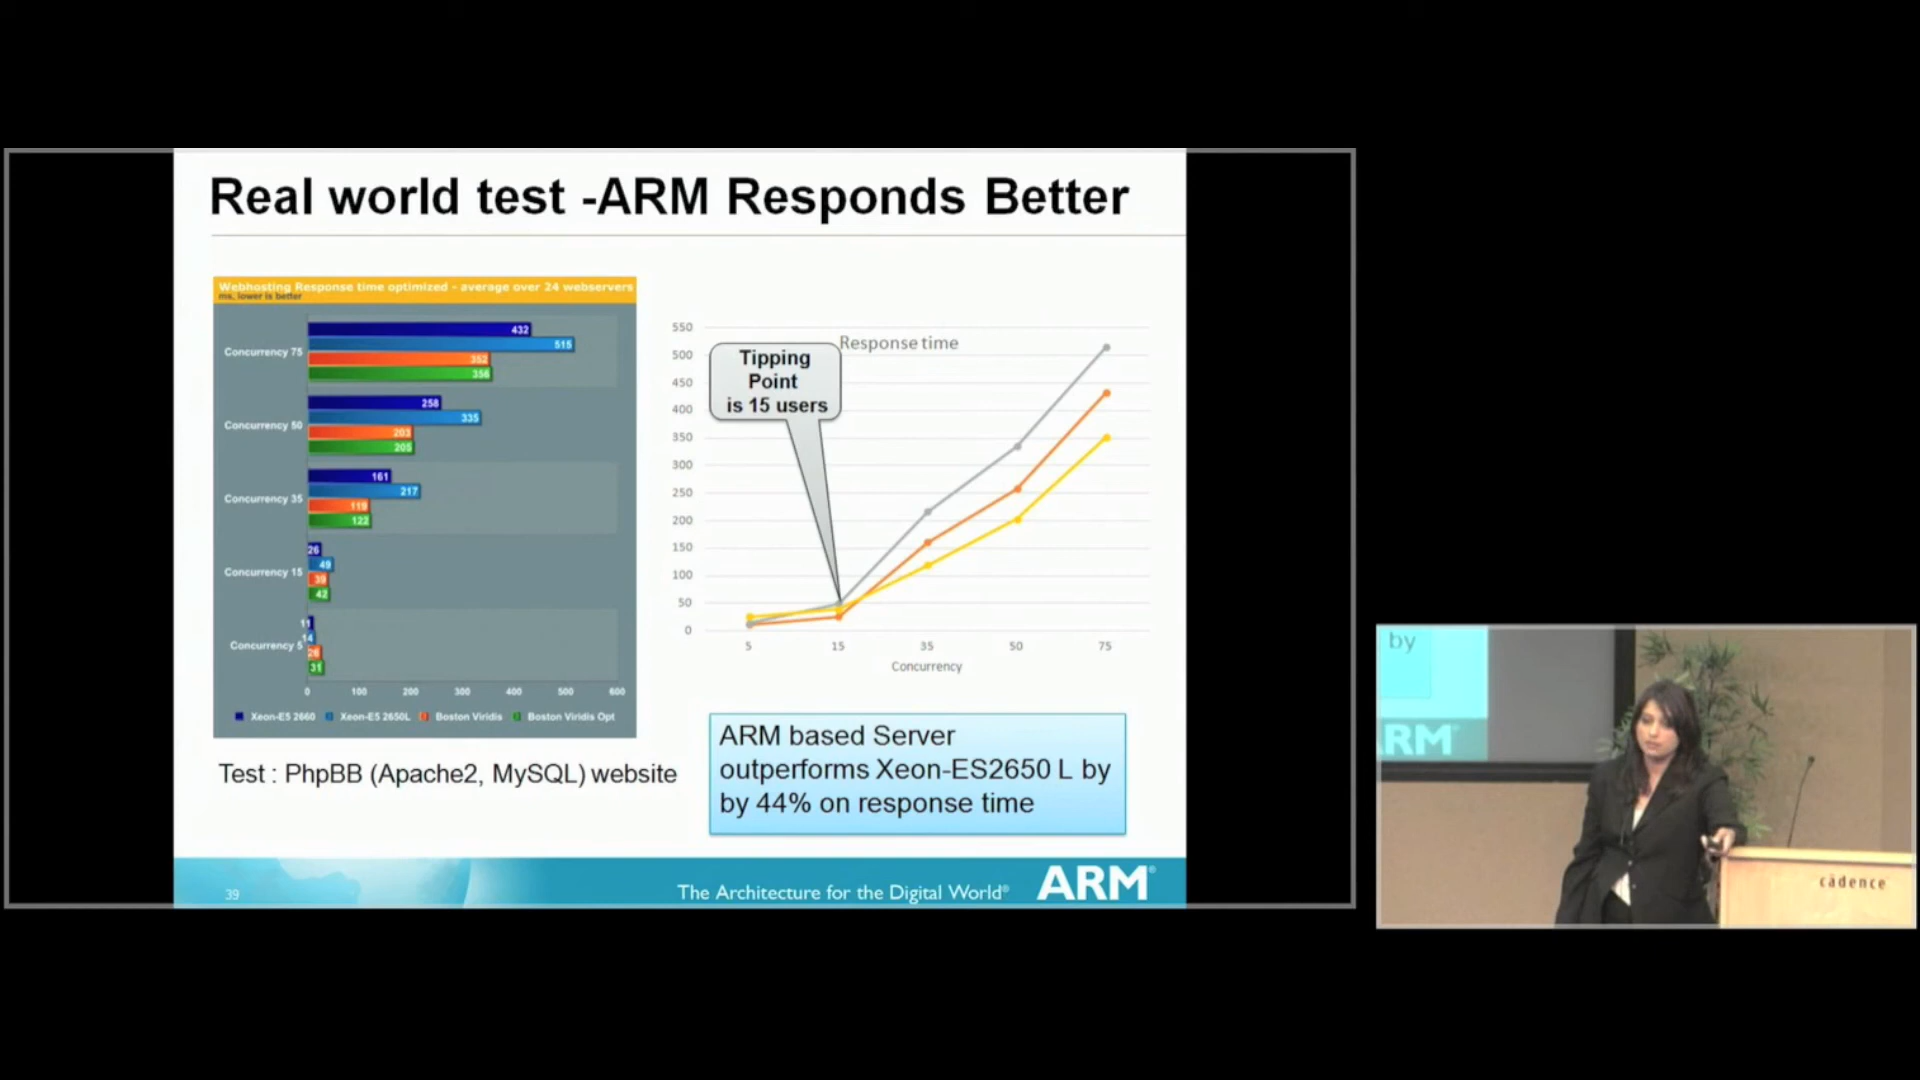 Real world test -ARM Responds Better
Webhosting Response time optimized - average over 24 webservers
ms, lower is better
Concurrency 75
432
515
352
356
Concurrency 50
258
335
203
205
Concurrency 35
161
217
119
122
Concurrency 15
26
49
39
42
Concurrency 5
11
14
26
31
0 100 200 300 400 500 600
Xeon-E5 2660 Xeon-E5 2650L Boston Viridis Boston Viridis Opt
Test : PhpBB (Apache2, MySQL) website
Response time
550
500
450
400
350
300
250
200
150
100
50
0
Tipping
Point
is 15 users
5 15 35 50 75
Concurrency
ARM based Server
outperforms Xeon-ES2650 L by
by 44% on response time
39
The Architecture for the Digital World®
ARM®
by
ARM
cādence